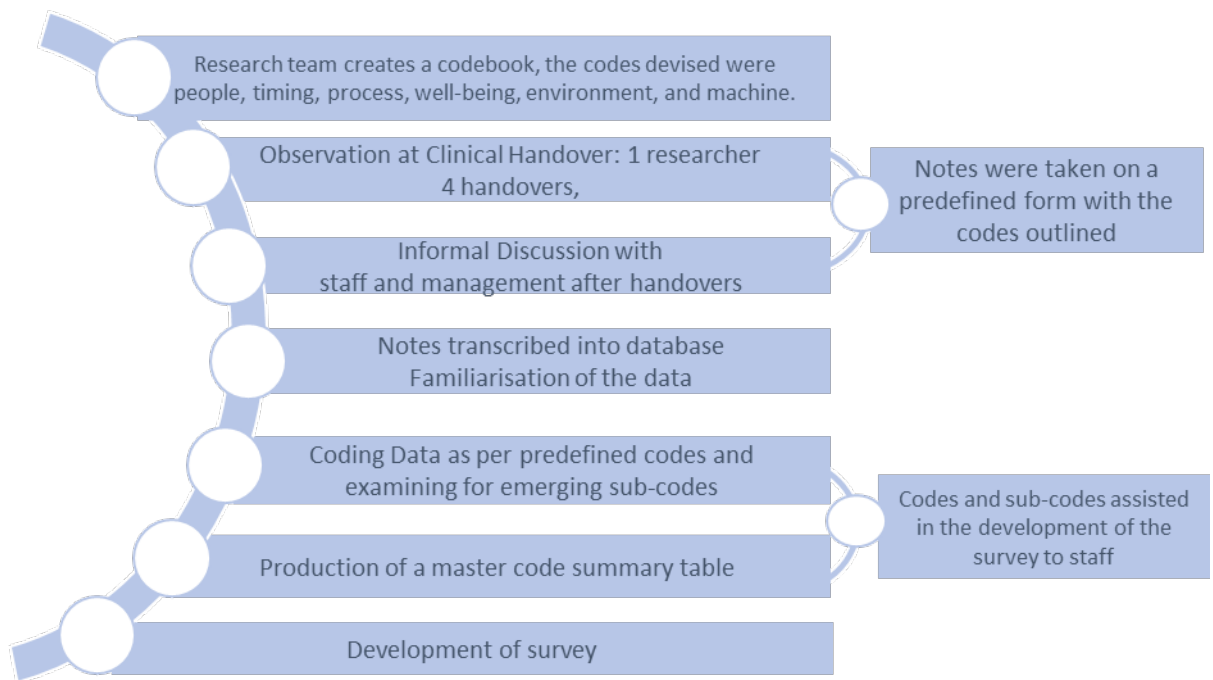 Research team creates a codebook, the codes devised were
people, timing, process, well-being, environment, and machine.
Observation at Clinical Handover: 1 researcher
4 handovers,
Notes were taken on a
predefined form with the
codes outlined
Informal Discussion with
staff and management after handovers
Notes transcribed into database
Familiarisation of the data
Coding Data as per predefined codes and
examining for emerging sub-codes
Codes and sub-codes assisted
in the development of the
survey to staff
Production of a master code summary table
Development of survey